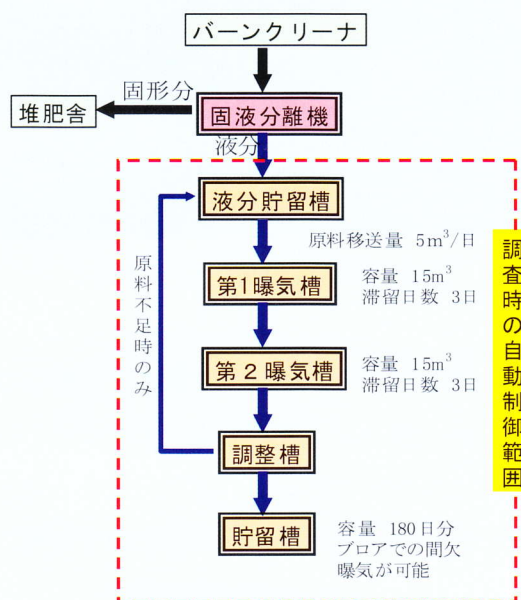 バーンクリーナ
固形分
堆肥舎
固液分離機
液分
液分貯留槽
原料移送量 5m³/日
第1曝気槽
容量 15m³
滞留日数 3日
第２曝気槽
容量 15m³
滞留日数 3日
原料不足時のみ
調整槽
貯留槽
容量 180日分
ブロアでの間欠
曝気が可能
調査時の自動制御範囲